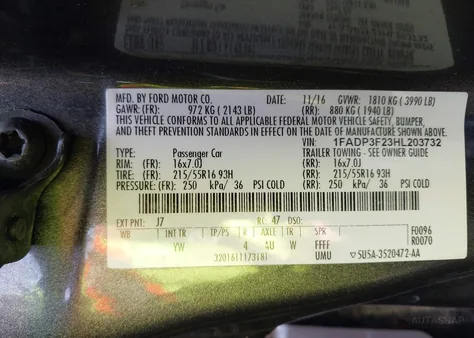 MFD. BY FORD MOTOR CO. DATE: 11/16 GVWR: 1810 KG ( 3990 LB)
GAWR: (FR): 972 KG ( 2143 LB) (RR): 880 KG ( 1940 LB)
THIS VEHICLE CONFORMS TO ALL APPLICABLE FEDERAL MOTOR VEHICLE SAFETY, BUMPER,
AND THEFT PREVENTION STANDARDS IN EFFECT ON THE DATE OF MANUFACTURE SHOWN ABOVE.
VIN: 1FADP3F23HL203732
TYPE: Passenger Car TRAILER TOWING - SEE OWNER GUIDE
RIM: (FR): 16x7.0J (RR): 16x7.0J
TIRE: (FR): 215/55R16 93H (RR): 215/55R16 93H
PRESSURE: (FR): 250 kPa/ 36 PSI COLD (RR): 250 kPa/ 36 PSI COLD
EXT PNT: J7 RC: 47 DSO: F0096
WB INT TR TP/PS R AXLE TR SPR R0070
YW 4 4U W FFFF
3201611173181 UMU ▽5U5A-3520472-AA
AUTASNAP